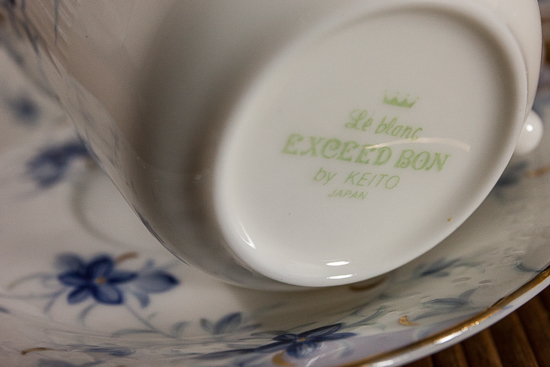 Le blanc
EXCEED BON
by KEITO
JAPAN